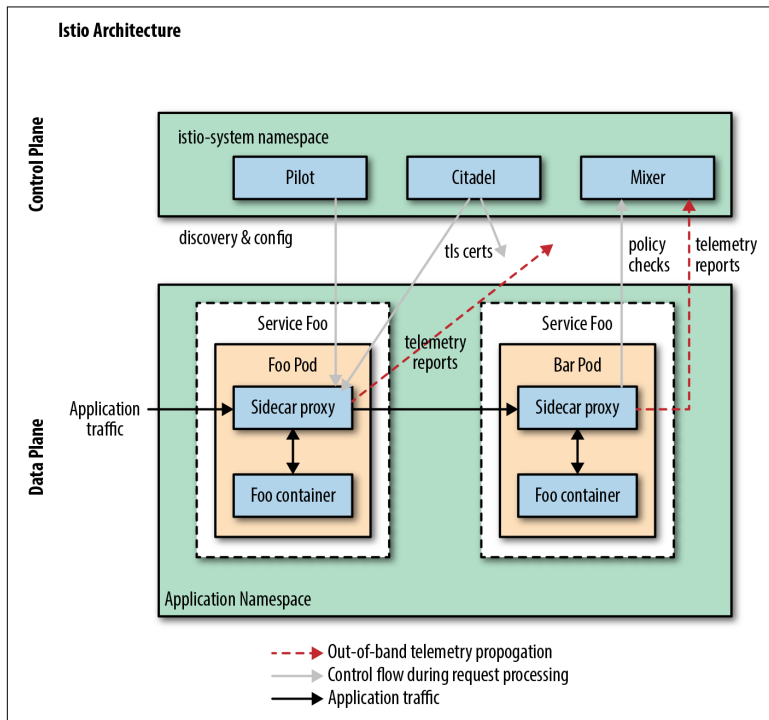 Istio Architecture
Control Plane
istio-system namespace
Pilot
Citadel
Mixer
discovery & config
tls certs
policy
checks
telemetry
reports
Data Plane
Service Foo
Service Foo
telemetry
reports
Foo Pod
Bar Pod
Application
traffic
Sidecar proxy
Sidecar proxy
Foo container
Foo container
Application Namespace
Out-of-band telemetry propogation
Control flow during request processing
Application traffic